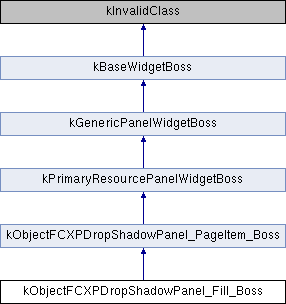 kInvalidClass
kBaseWidgetBoss
kGenericPanelWidgetBoss
kPrimaryResourcePanelWidgetBoss
kObjectFCXPDropShadowPanel_PageItem_Boss
kObjectFCXPDropShadowPanel_Fill_Boss